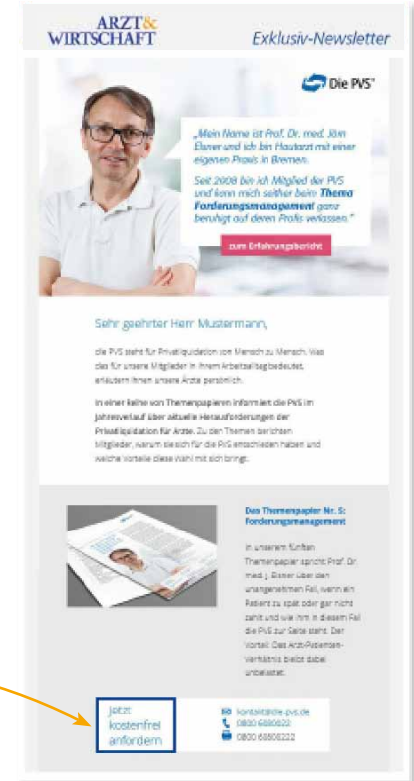 ARZT&
WIRTSCHAFT
Exklusiv-Newsletter
Die PVS
„Mein Name ist Prof. Dr. med. Jörn
Elsner und ich bin Hautarzt mit einer
eigenen Praxis in Bremen.
Seit 2008 bin ich Mitglied der PVS
und kann mich seither beim Thema
Forderungsmanagement ganz
beruhigt auf deren Profis verlassen."
zum Erfahrungsbericht
Sehr geehrter Herr Mustermann,
die PVS steht für Privatliquidation von Mensch zu Mensch. Was
das für unsere Mitglieder in ihrem Arbeitsalltag bedeutet,
erläutern Ihnen unsere Ärzte persönlich.
In einer Reihe von Themenpapieren informiert die PVS im
Jahresverlauf über aktuelle Herausforderungen der
Privatliquidation für Ärzte. Zu den Themen berichten
Mitglieder, warum sie sich für die PVS entschieden haben und
welche Vorteile diese Wahl mit sich bringt.
Das Themenpapier Nr. 5:
Forderungsmanagement
In unserem fünften
Themenpapier spricht Prof. Dr.
med. J. Elsner über den
unangenehmen Fall, wenn ein
Patient zu spät oder gar nicht
zahlt und wie ihm in diesem Fall
die PVS zur Seite steht. Der
Vorteil: Das Arzt-Patienten-
Verhältnis bleibt dabei
unbelastet.
jetzt
kostenfrei
anfordern
kontakt@die-pvs.de
0800 6080022